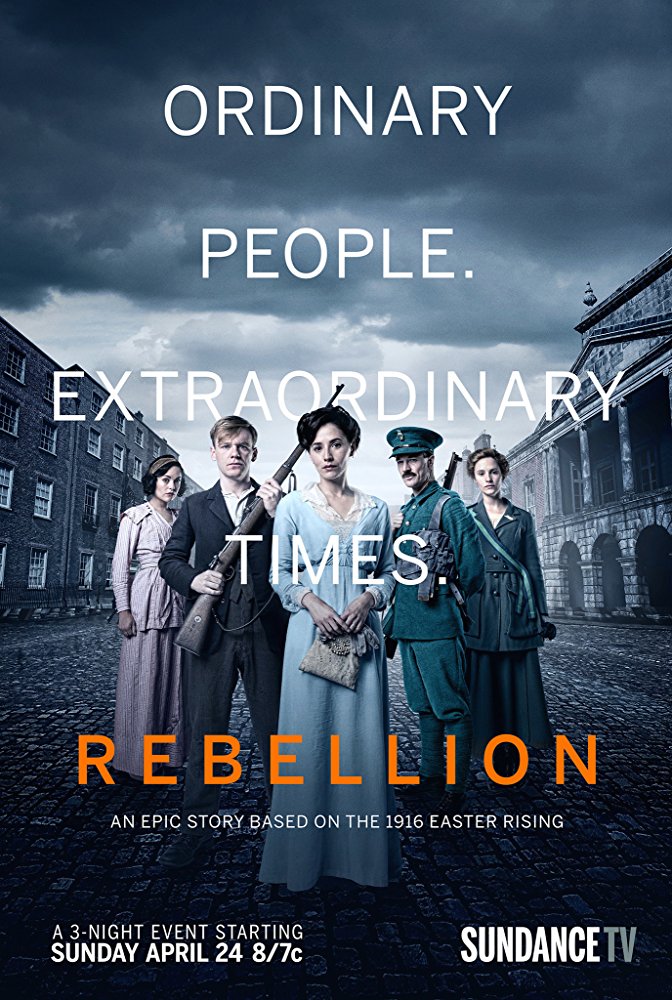 ORDINARY
PEOPLE.
EXTRAORDINARY
TIMES.
REBELLION
AN EPIC STORY BASED ON THE 1916 EASTER RISING
A 3-NIGHT EVENT STARTING
SUNDAY APRIL 24 8/7c
SUNDANCETV